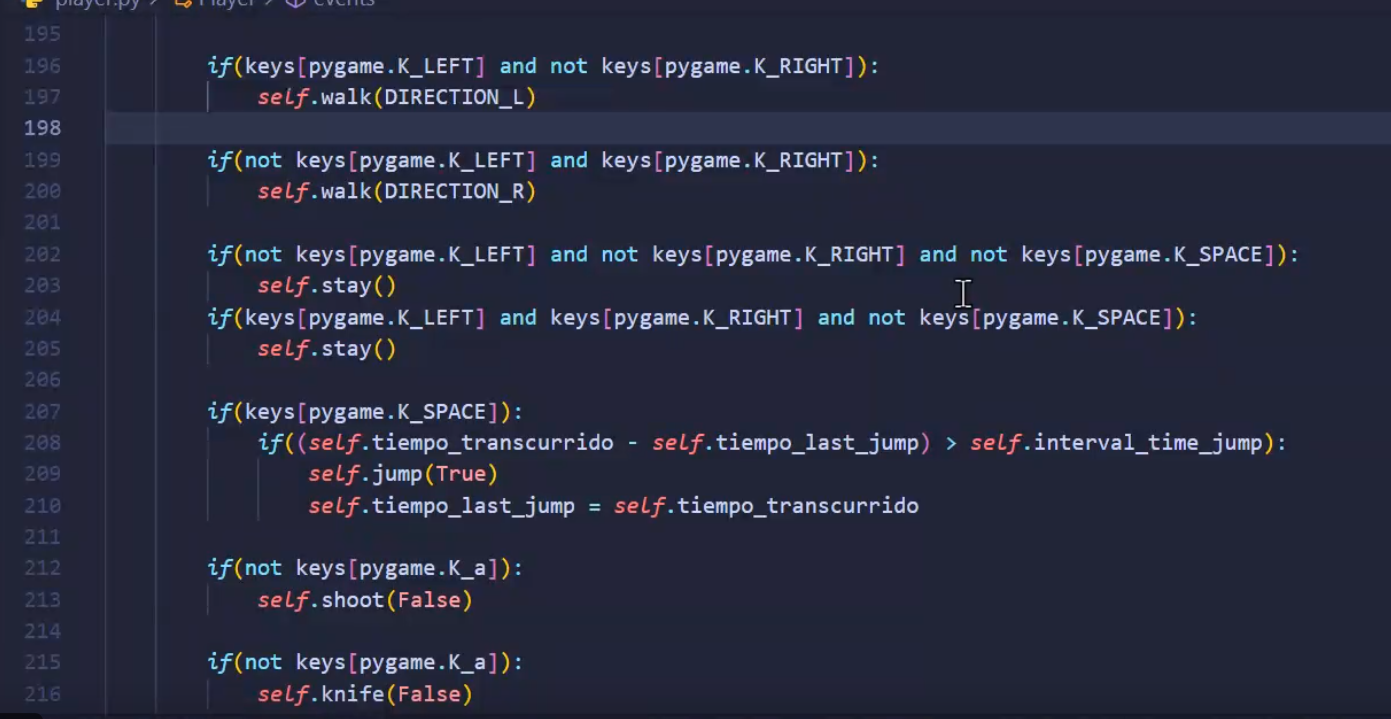 player.py > Player > events
195
196 if(keys[pygame.K_LEFT] and not keys[pygame.K_RIGHT]):
197 self.walk(DIRECTION_L)
198
199 if(not keys[pygame.K_LEFT] and keys[pygame.K_RIGHT]):
200 self.walk(DIRECTION_R)
201
202 if(not keys[pygame.K_LEFT] and not keys[pygame.K_RIGHT] and not keys[pygame.K_SPACE]):
203 self.stay()
204 if(keys[pygame.K_LEFT] and keys[pygame.K_RIGHT] and not keys[pygame.K_SPACE]):
205 self.stay()
206
207 if(keys[pygame.K_SPACE]):
208 if((self.tiempo_transcurrido - self.tiempo_last_jump) > self.interval_time_jump):
209 self.jump(True)
210 self.tiempo_last_jump = self.tiempo_transcurrido
211
212 if(not keys[pygame.K_a]):
213 self.shoot(False)
214
215 if(not keys[pygame.K_a]):
216 self.knife(False)